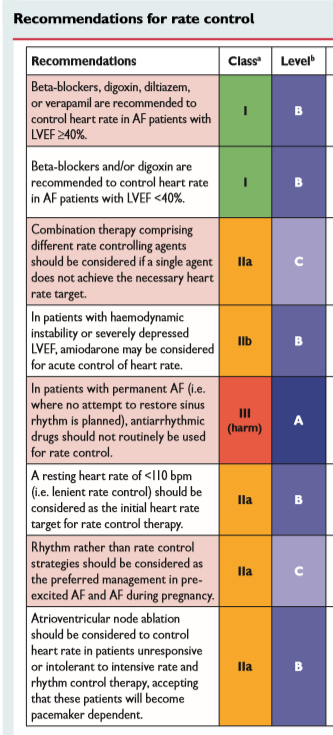 Recommendations for rate control
Recommendations Classᵃ Levelᵇ
Beta-blockers, digoxin, diltiazem,
or verapamil are recommended to
control heart rate in AF patients with
LVEF ≥40%.
I B
Beta-blockers and/or digoxin are
recommended to control heart rate
in AF patients with LVEF <40%.
I B
Combination therapy comprising
different rate controlling agents
should be considered if a single agent
does not achieve the necessary heart
rate target.
IIa C
In patients with haemodynamic
instability or severely depressed
LVEF, amiodarone may be considered
for acute control of heart rate.
IIb B
In patients with permanent AF (i.e.
where no attempt to restore sinus
rhythm is planned), antiarrhythmic
drugs should not routinely be used
for rate control.
III
(harm)
A
A resting heart rate of <110 bpm
(i.e. lenient rate control) should be
considered as the initial heart rate
target for rate control therapy.
IIa B
Rhythm rather than rate control
strategies should be considered as
the preferred management in pre-
excited AF and AF during pregnancy.
IIa C
Atrioventricular node ablation
should be considered to control
heart rate in patients unresponsive
or intolerant to intensive rate and
rhythm control therapy, accepting
that these patients will become
pacemaker dependent.
IIa B